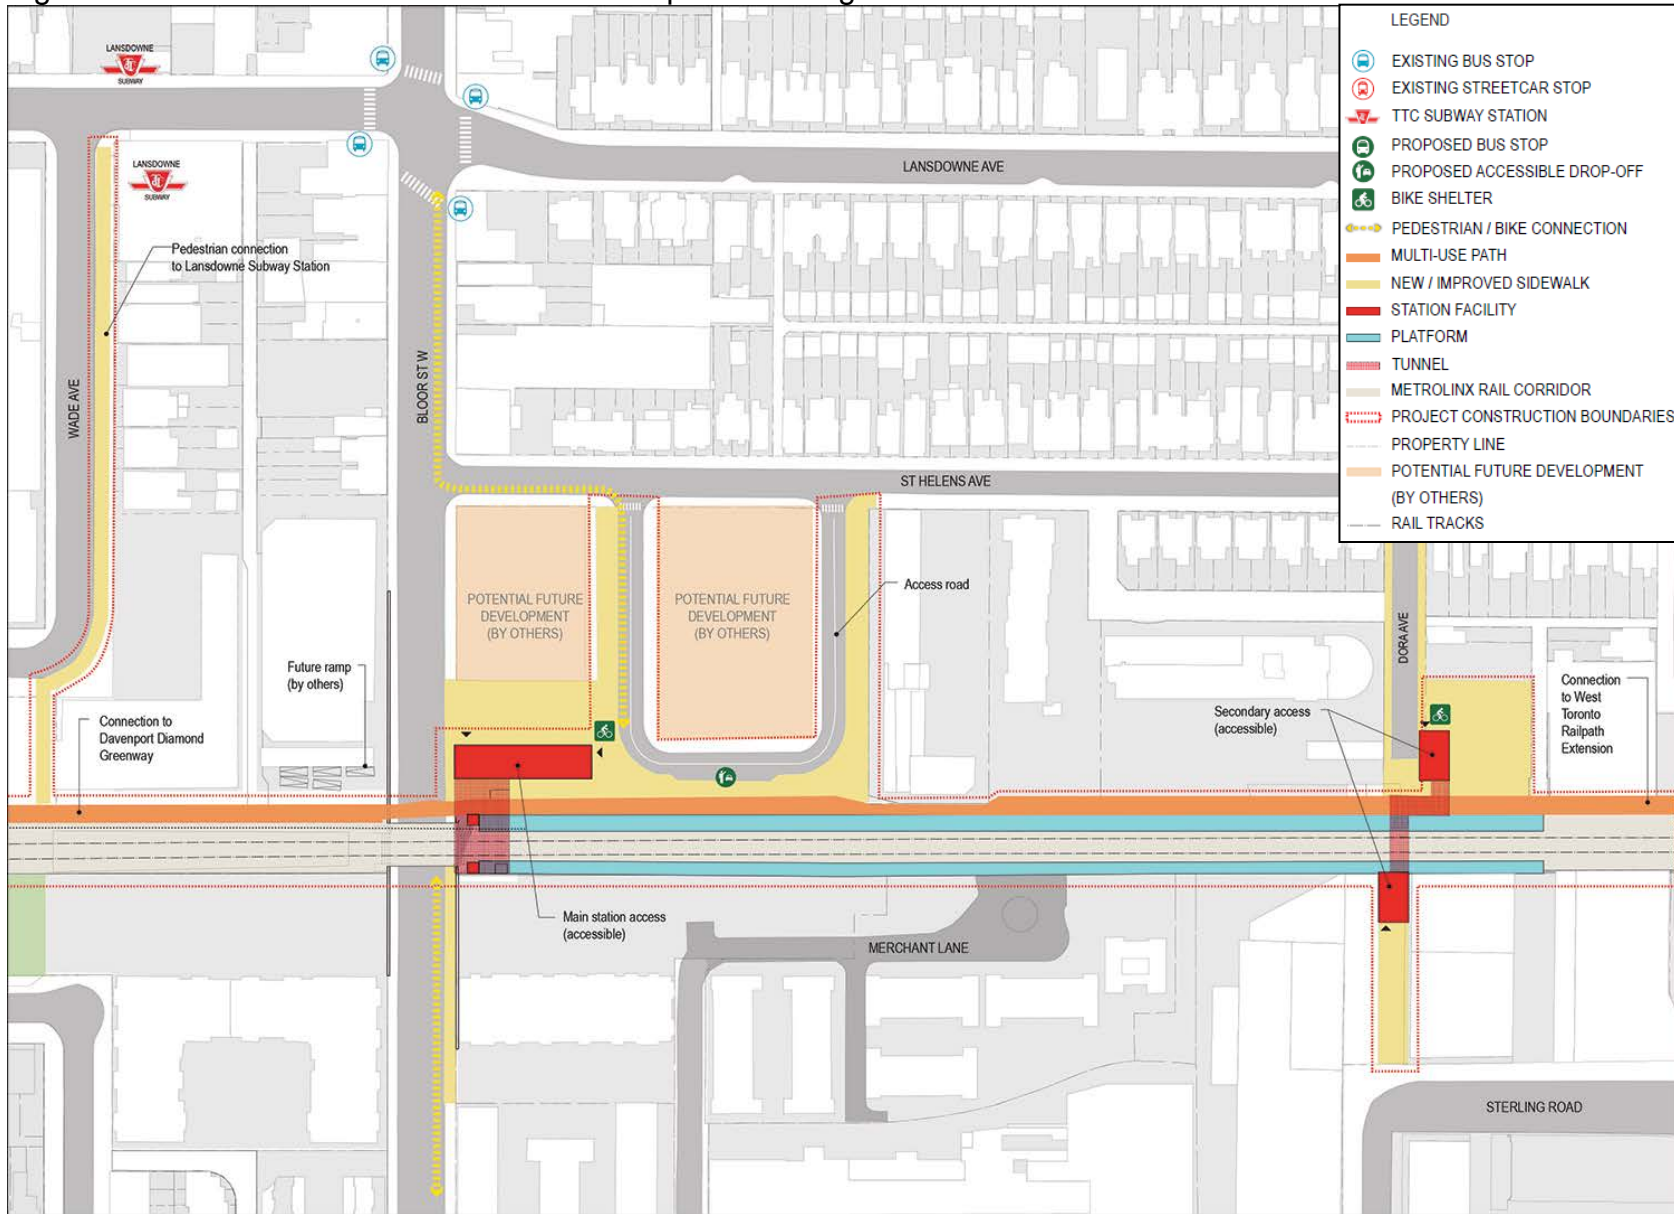 LEGEND
EXISTING BUS STOP
EXISTING STREETCAR STOP
TTC SUBWAY STATION
PROPOSED BUS STOP
PROPOSED ACCESSIBLE DROP-OFF
BIKE SHELTER
PEDESTRIAN / BIKE CONNECTION
MULTI-USE PATH
NEW / IMPROVED SIDEWALK
STATION FACILITY
PLATFORM
TUNNEL
METROLINX RAIL CORRIDOR
PROJECT CONSTRUCTION BOUNDARIES
PROPERTY LINE
POTENTIAL FUTURE DEVELOPMENT
(BY OTHERS)
RAIL TRACKS
LANSDOWNE
SUBWAY
LANSDOWNE
SUBWAY
LANSDOWNE AVE
Pedestrian connection
to Lansdowne Subway Station
WADE AVE
BLOOR ST W
ST HELENS AVE
POTENTIAL FUTURE
DEVELOPMENT
(BY OTHERS)
POTENTIAL FUTURE
DEVELOPMENT
(BY OTHERS)
Access road
DORA AVE
Future ramp
(by others)
Connection to
Davenport Diamond
Greenway
Secondary access
(accessible)
Connection
to West
Toronto
Railpath
Extension
Main station access
(accessible)
MERCHANT LANE
STERLING ROAD